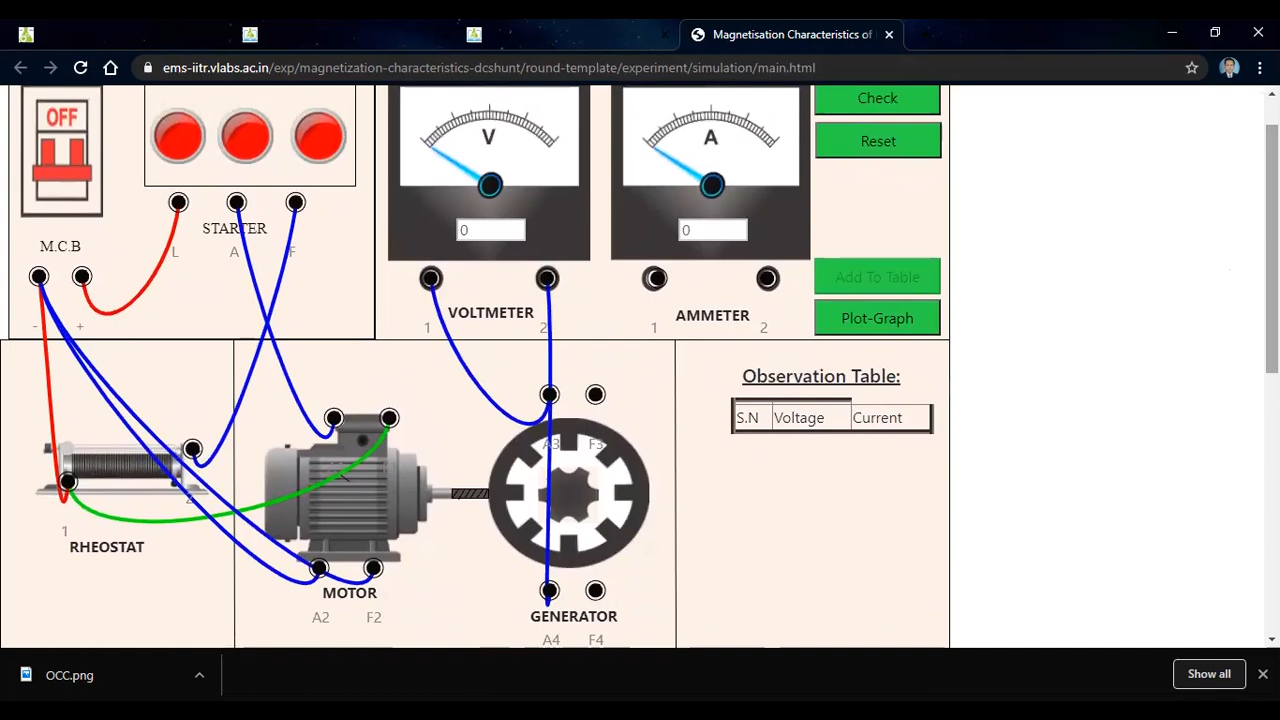 Magnetisation Characteristics of
ems-iitr.vlabs.ac.in/exp/magnetization-characteristics-dcshunt/round-template/experiment/simulation/main.html
OFF
V
A
Check
Reset
0
0
STARTER
M.C.B
L
A
F
Add To Table
VOLTMETER
AMMETER
Plot-Graph
-
+
1
2
1
2
Observation Table:
S.N
Voltage
Current
A3
F3
2
1
RHEOSTAT
MOTOR
GENERATOR
A2
F2
A4
F4
OCC.png
Show all